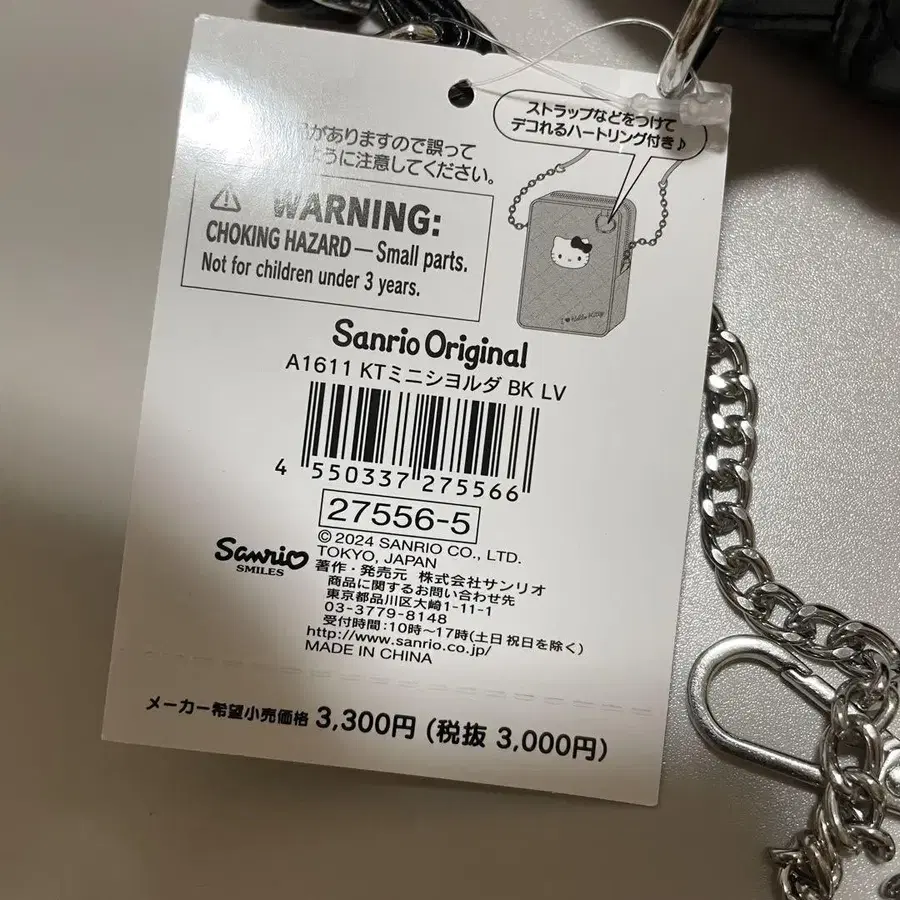 ストラップなどをつけて
デコれるハートリング付き♪
がありますので誤って
ように注意してください。
WARNING:
CHOKING HAZARD — Small parts.
Not for children under 3 years.
I ♥ Hello Kitty
Sanrio Original
A1611 KTミニシヨルダ BK LV
4 550337 275566
27556-5
© 2024 SANRIO CO., LTD.
TOKYO, JAPAN
Sanrio
SMILES
著作・発売元 株式会社サンリオ
商品に関するお問い合わせ先
東京都品川区大崎1-11-1
03-3779-8148
受付時間:10時～17時(土日祝日を除く)
http://www.sanrio.co.jp/
MADE IN CHINA
メーカー希望小売価格 3,300円 (税抜 3,000円)